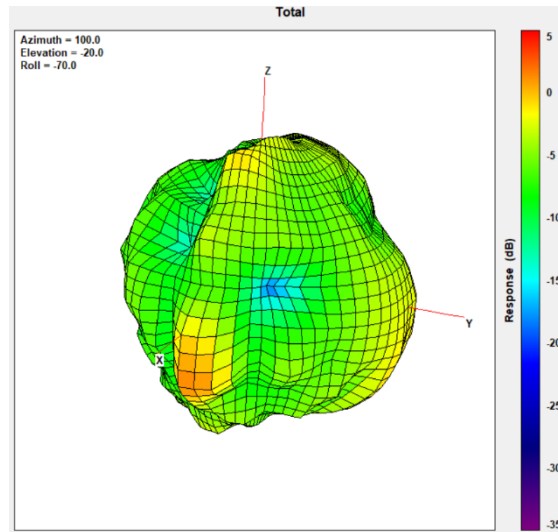 Total
Azimuth = 100.0
Elevation = -20.0
Roll = -70.0
Z
Y
X
Response (dB)
5
0
-5
-10
-15
-20
-25
-30
-35